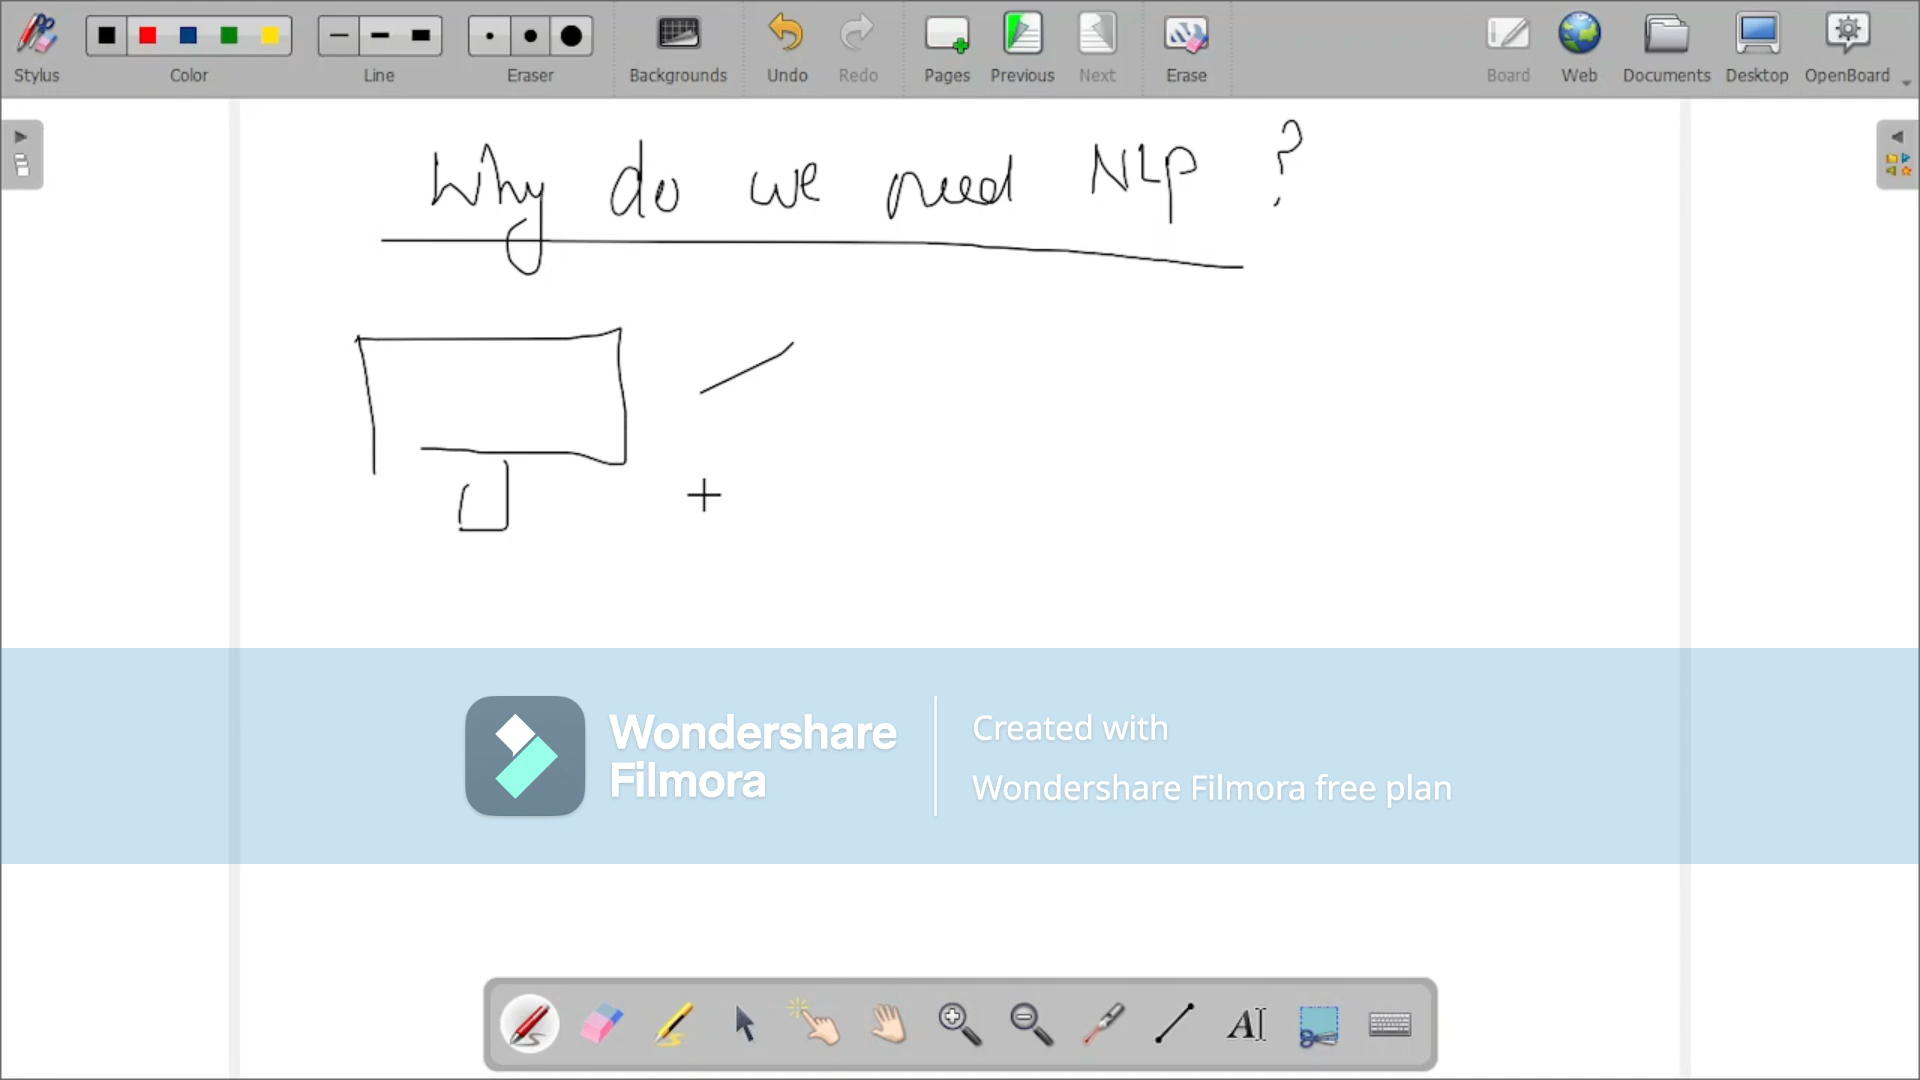 Stylus Color Line Eraser Backgrounds Undo Redo Pages Previous Next Erase Board Web Documents Desktop OpenBoard
Why do we need NLP ?
Wondershare
Filmora
Created with
Wondershare Filmora free plan